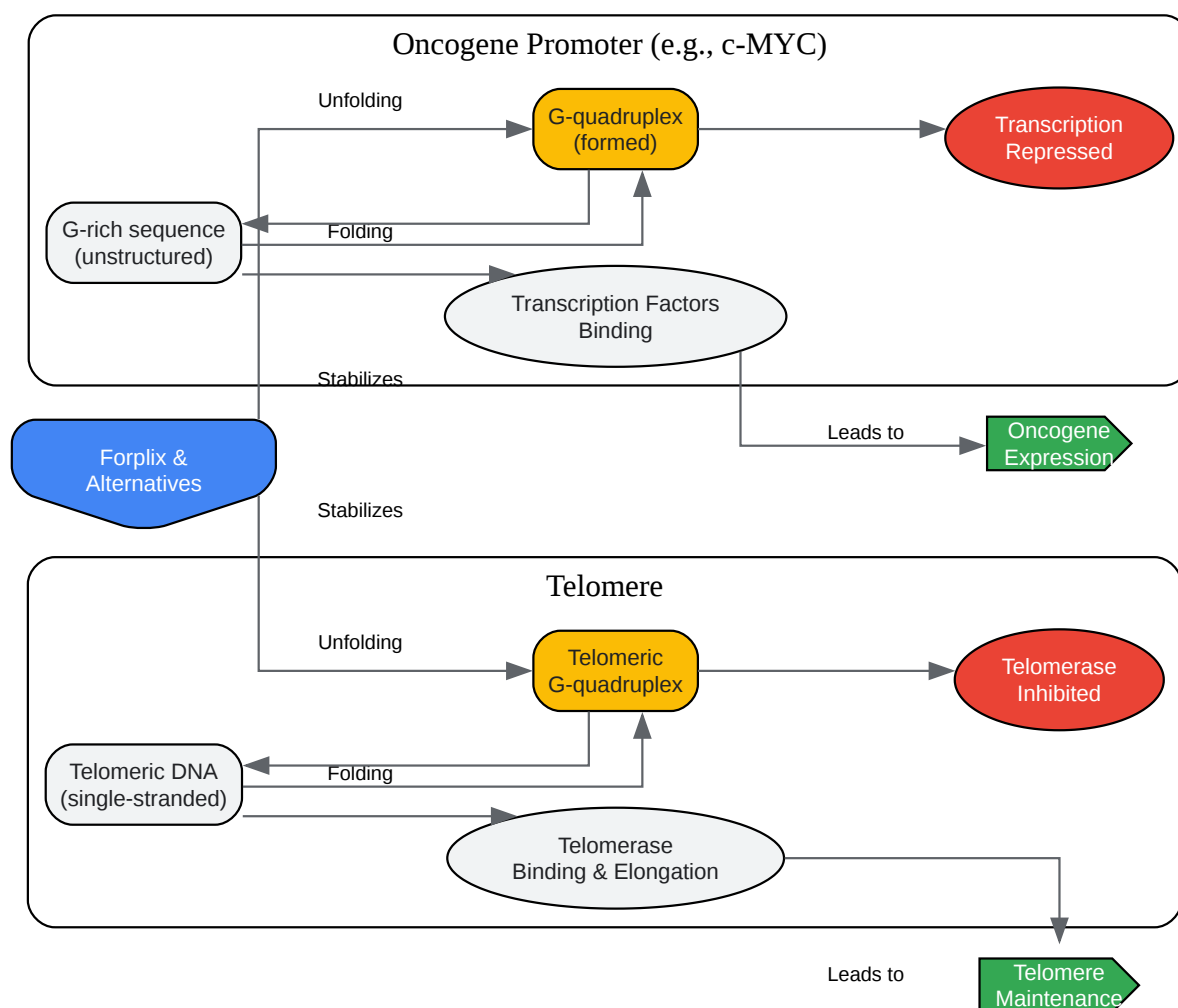 Oncogene Promoter (e.g., c-MYC)
Unfolding
G-quadruplex
(formed)
Transcription
Repressed
G-rich sequence
(unstructured)
Folding
Transcription Factors
Binding
Stabilizes
Forplix &
Alternatives
Leads to
Oncogene
Expression
Stabilizes
Telomere
Unfolding
Telomeric
G-quadruplex
Telomerase
Inhibited
Telomeric DNA
(single-stranded)
Folding
Telomerase
Binding & Elongation
Leads to
Telomere
Maintenance